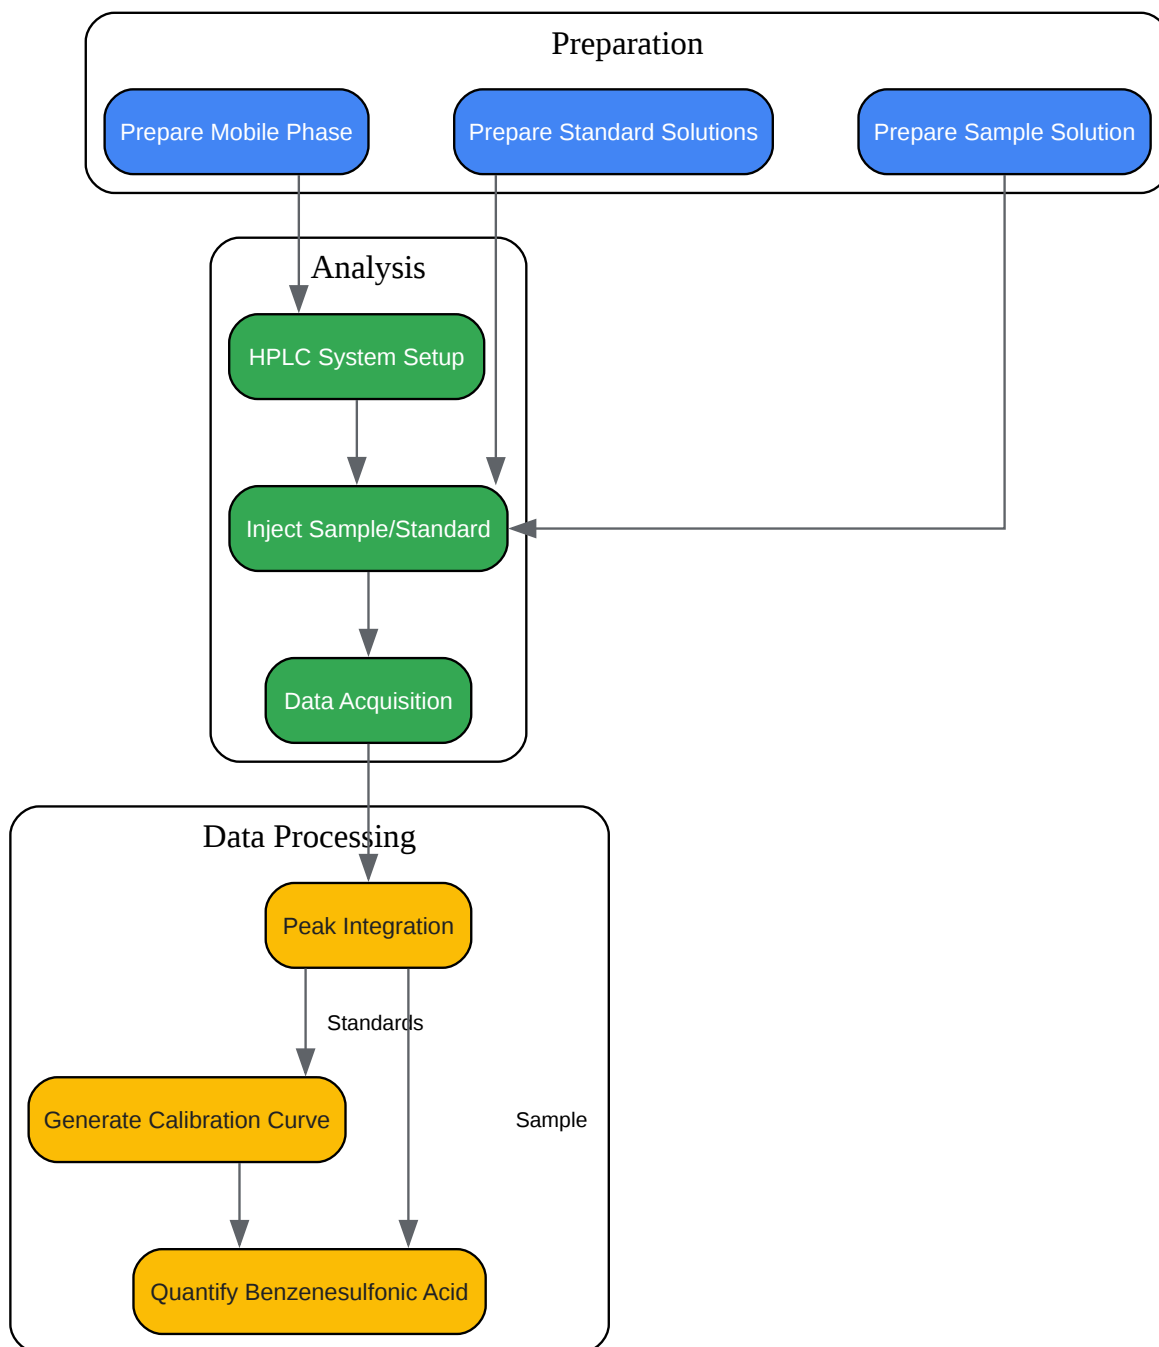 Preparation
Prepare Mobile Phase
Prepare Standard Solutions
Prepare Sample Solution
Analysis
HPLC System Setup
Inject Sample/Standard
Data Acquisition
Data Processing
Peak Integration
Standards
Generate Calibration Curve
Sample
Quantify Benzenesulfonic Acid